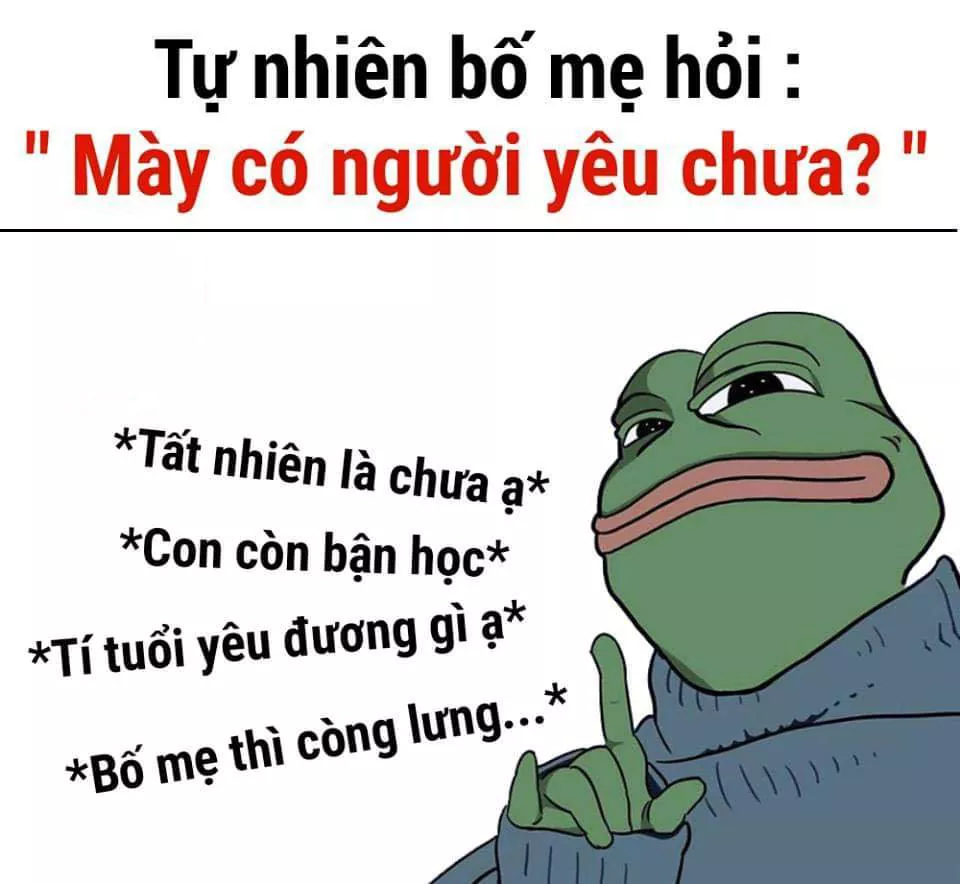 Tự nhiên bố mẹ hỏi :
" Mày có người yêu chưa? "
*Tất nhiên là chưa ạ*
*Con còn bận học*
*Tí tuổi yêu đương gì ạ*
*Bố mẹ thì còng lưng...*